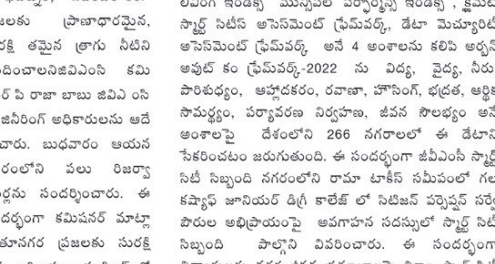 రలకు ప్రాణాధారమైన,
రక్షి తమైన త్రాగు నీటిని
దించాలనిజివిఎంసి కమి
ర్ పి రాజా బాబు జివిఎ ంసి
జినీరింగ్ అధికారులను ఆదే
చారు. బుధవారం ఆయన
రంలోని పలు రిజర్వా
ర్లను సందర్శించారు. ఈ
దర్భంగా కమిషనర్ మాట్లా
తూనగర ప్రజలకు సురక్షి
లివింగ్ ఇండెక్స్ మున్సిపల్ పెర్ఫార్మెన్స్ ఇండెక్స్ , క్లైమేట్
స్మార్ట్ సిటీస్ అసెస్‌మెంట్ ఫ్రేమ్‌వర్క్, డేటా మెచ్యూరిటీ
అసెస్‌మెంట్ ఫ్రేమ్‌వర్క్ అనే 4 అంశాలను కలిపి అర్బన్
అవుట్ కం ఫ్రేమ్‌వర్క్-2022 ను విద్య, వైద్య, నీరు,
పారిశుధ్యం, ఆహ్లాదకరం, రవాణా, హౌసింగ్, భద్రత, ఆర్థిక
సామర్థ్యం, పర్యావరణ నిర్వహణ, జీవన సౌలభ్యం అనే
అంశాలపై దేశంలోని 266 నగరాలలో ఈ డేటాని
సేకరించటం జరుగుతుంది. ఈ సందర్భంగా జీవీఎంసీ స్మార్ట్
సిటీ సిబ్బంది నగరంలోని రామా టాకీస్ సమీపంలో గల
కష్యాఫ్ జూనియర్ డిగ్రీ కాలేజ్ లో సిటిజన్ పర్సెప్షన్ సర్వే
పౌరుల అభిప్రాయంపై అవగాహన సదస్సులో స్మార్ట్ సిటీ
సిబ్బంది పాల్గొని వివరించారు. ఈ సందర్భంగా